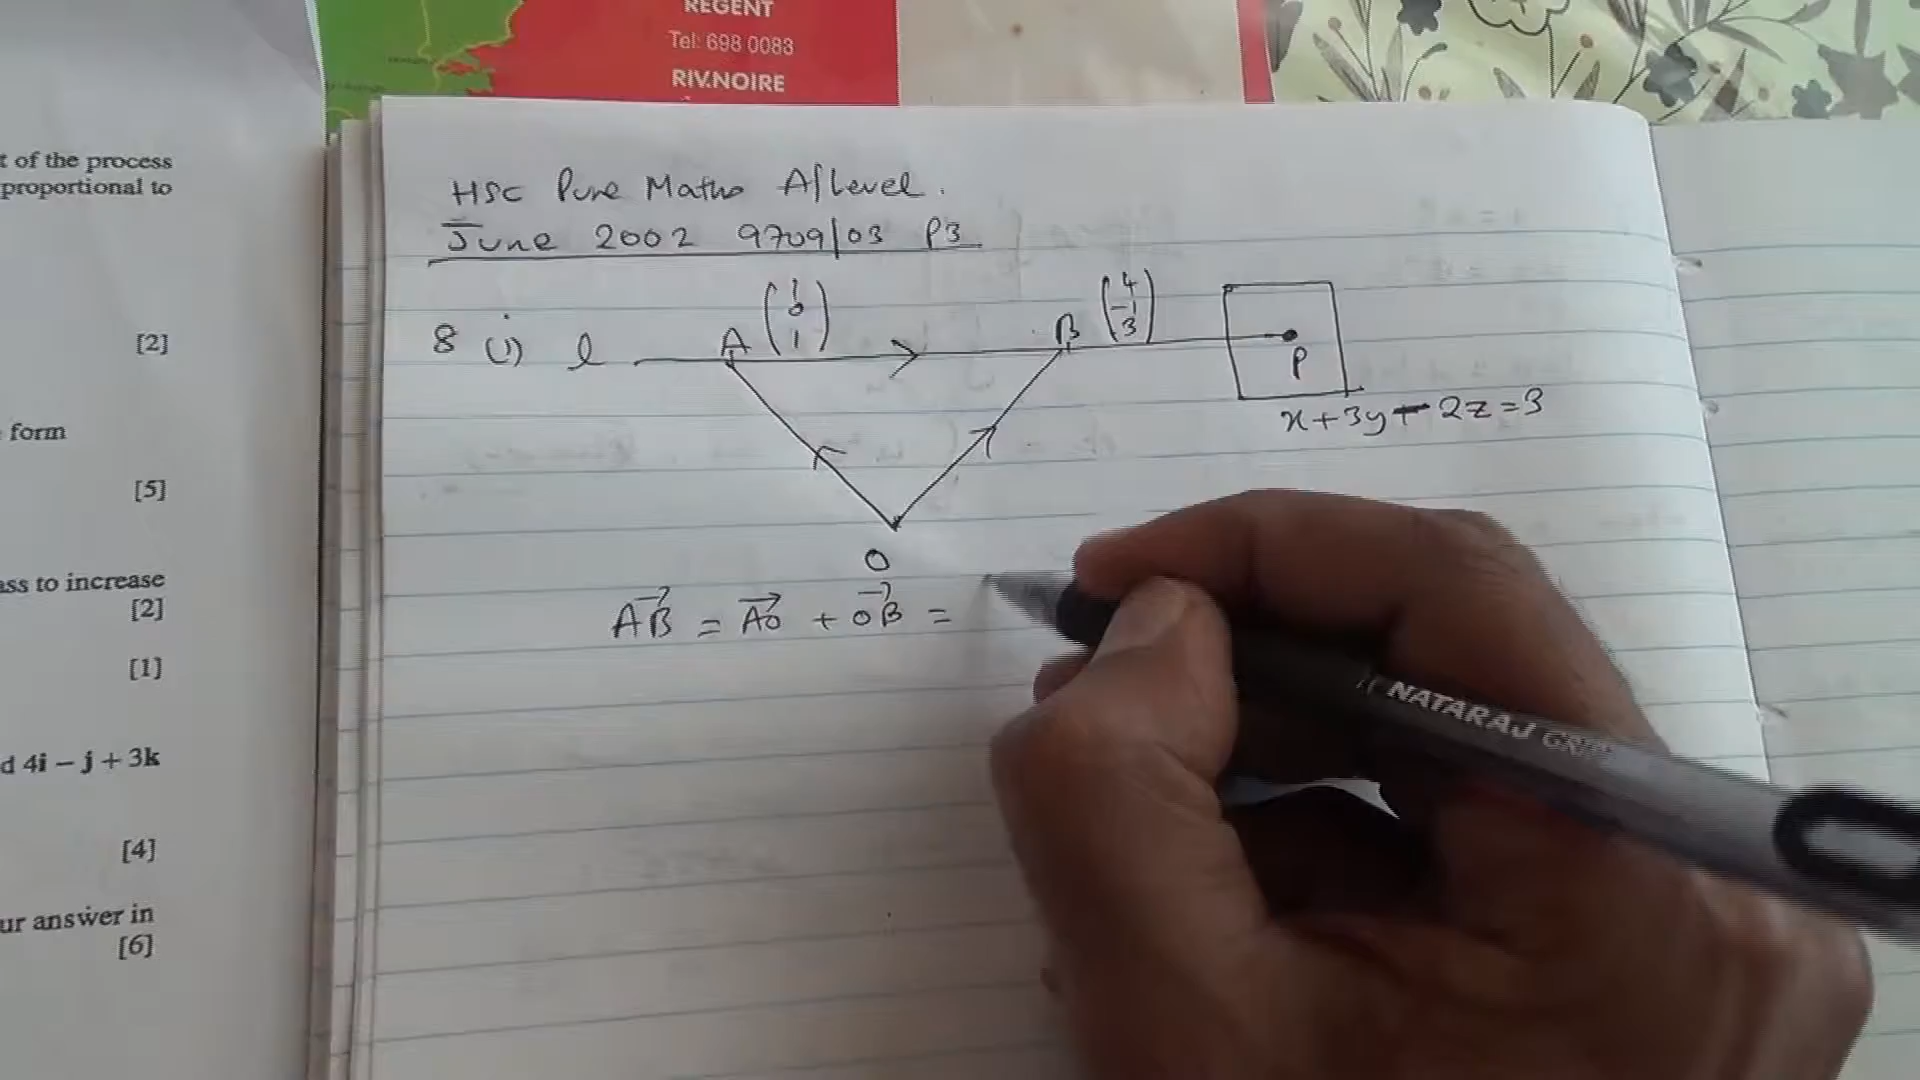 REGENT
Tel: 698 0083
RIV.NOIRE
t of the process
proportional to
[2]
form
[5]
ass to increase
[2]
[1]
d 4i – j + 3k
[4]
ur answer in
[6]
HSC Pure Maths A/Level.
June 2002 9709/03 P3
8 (i) l A (1 0 1) B (4 -1 3)
P
x+3y-2z=3
O
AB = AO + OB =
NATARAJ